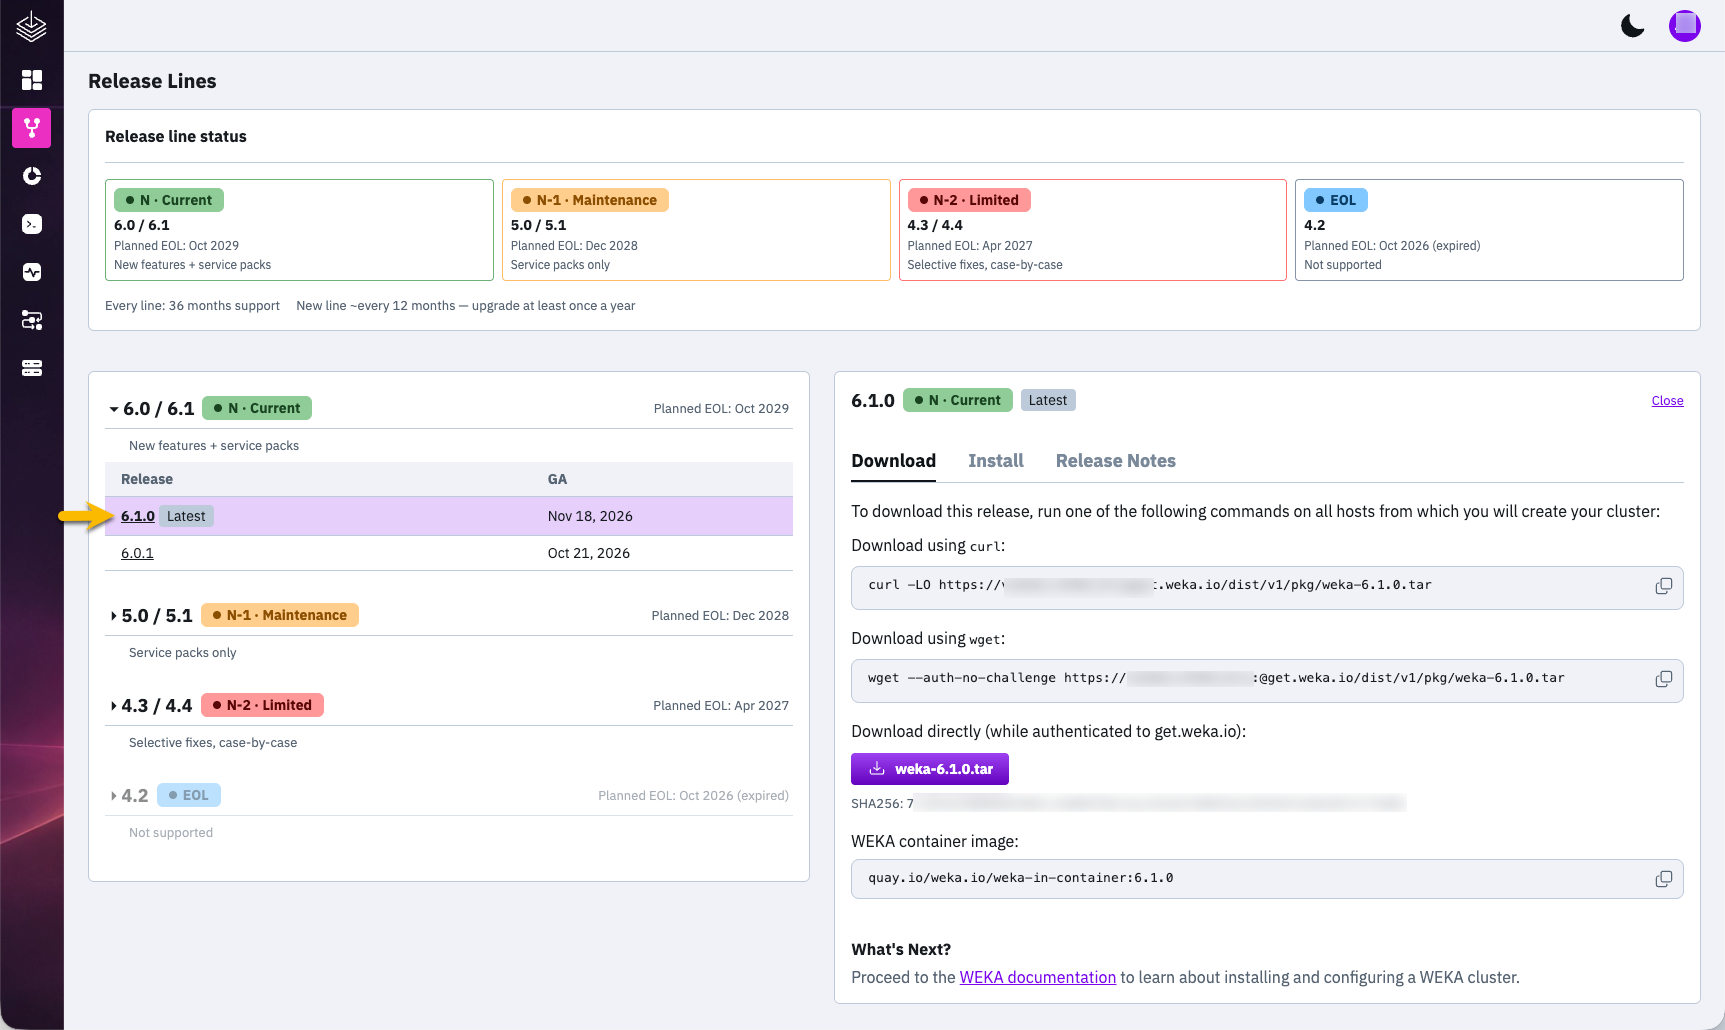 Release Lines
Release line status
N · Current
6.0 / 6.1
Planned EOL: Oct 2029
New features + service packs
N-1 · Maintenance
5.0 / 5.1
Planned EOL: Dec 2028
Service packs only
N-2 · Limited
4.3 / 4.4
Planned EOL: Apr 2027
Selective fixes, case-by-case
EOL
4.2
Planned EOL: Oct 2026 (expired)
Not supported
Every line: 36 months support New line ~every 12 months — upgrade at least once a year
6.0 / 6.1 N · Current Planned EOL: Oct 2029
New features + service packs
Release GA
6.1.0 Latest Nov 18, 2026
6.0.1 Oct 21, 2026
5.0 / 5.1 N-1 · Maintenance Planned EOL: Dec 2028
Service packs only
4.3 / 4.4 N-2 · Limited Planned EOL: Apr 2027
Selective fixes, case-by-case
4.2 EOL Planned EOL: Oct 2026 (expired)
Not supported
6.1.0 N · Current Latest Close
Download Install Release Notes
To download this release, run one of the following commands on all hosts from which you will create your cluster:
Download using curl:
curl -LO https:// t.weka.io/dist/v1/pkg/weka-6.1.0.tar
Download using wget:
wget --auth-no-challenge https:// :@get.weka.io/dist/v1/pkg/weka-6.1.0.tar
Download directly (while authenticated to get.weka.io):
weka-6.1.0.tar
SHA256: 7
WEKA container image:
quay.io/weka.io/weka-in-container:6.1.0
What's Next?
Proceed to the WEKA documentation to learn about installing and configuring a WEKA cluster.